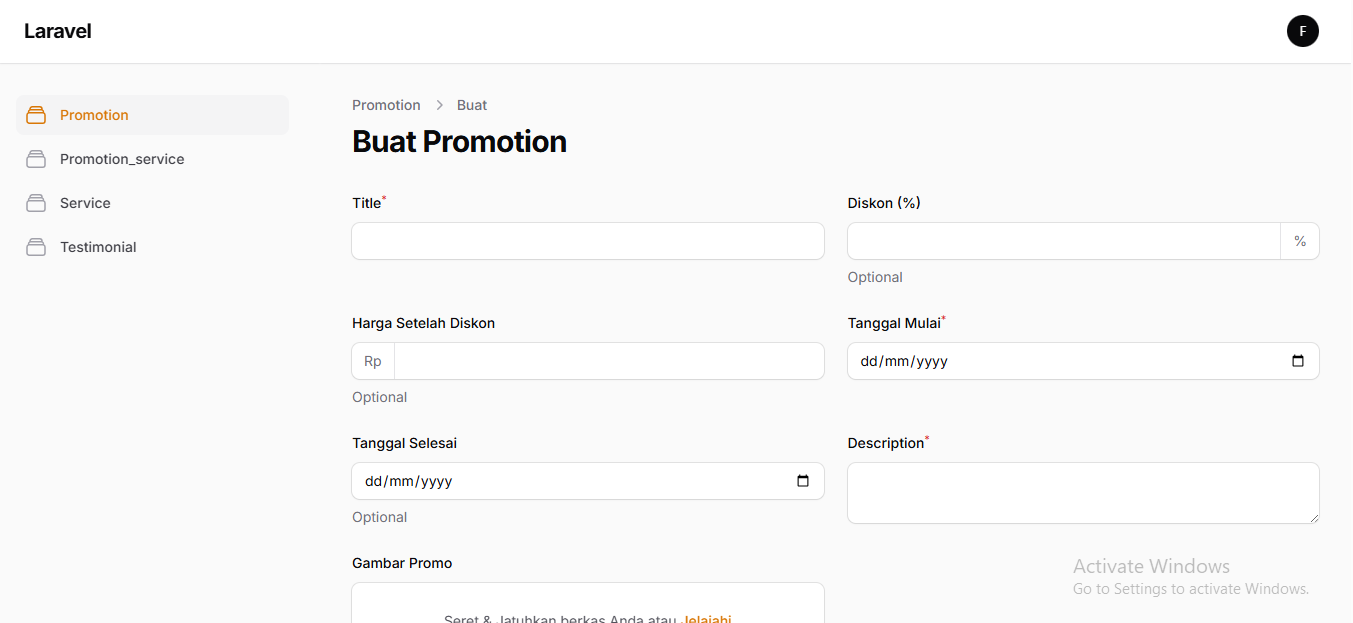 Laravel
F
Promotion
Promotion_service
Service
Testimonial
Promotion > Buat
Buat Promotion
Title*
Diskon (%)
%
Optional
Harga Setelah Diskon
Rp
Optional
Tanggal Mulai*
dd/mm/yyyy
Tanggal Selesai
dd/mm/yyyy
Optional
Description*
Gambar Promo
Seret & Jatuhkan berkas Anda atau Jelajahi
Activate Windows
Go to Settings to activate Windows.